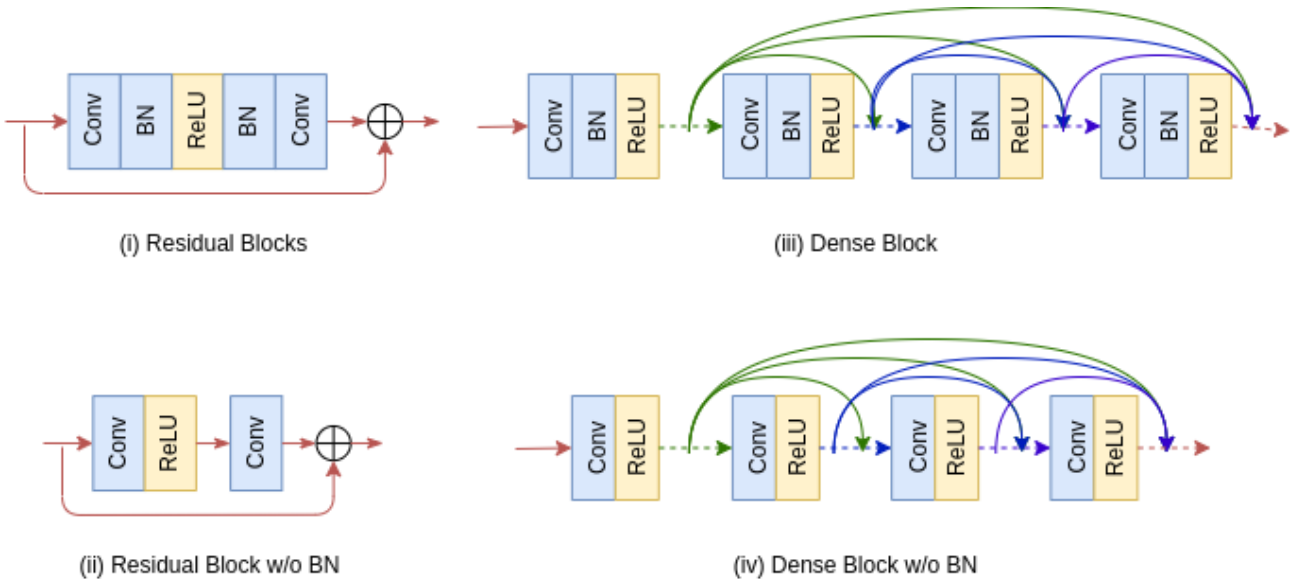 Conv
BN
ReLU
BN
Conv
(i) Residual Blocks
Conv
BN
ReLU
Conv
BN
ReLU
Conv
BN
ReLU
Conv
BN
ReLU
(iii) Dense Block
Conv
ReLU
Conv
(ii) Residual Block w/o BN
Conv
ReLU
Conv
ReLU
Conv
ReLU
Conv
ReLU
(iv) Dense Block w/o BN